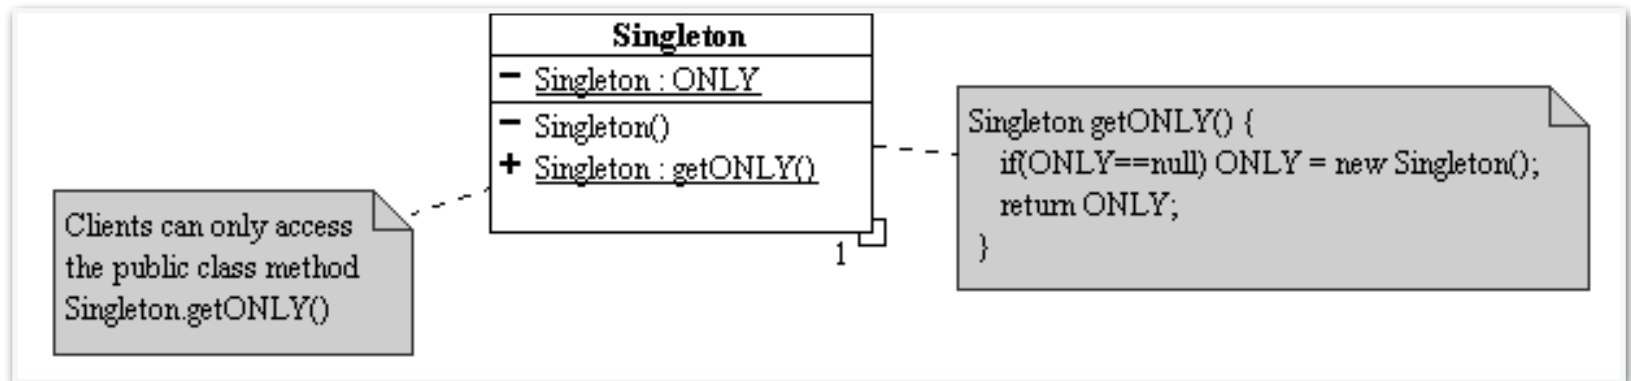 Singleton
− Singleton : ONLY
− Singleton()
+ Singleton : getONLY()
1
Clients can only access
the public class method
Singleton.getONLY()
Singleton getONLY() {
if(ONLY==null) ONLY = new Singleton();
return ONLY;
}